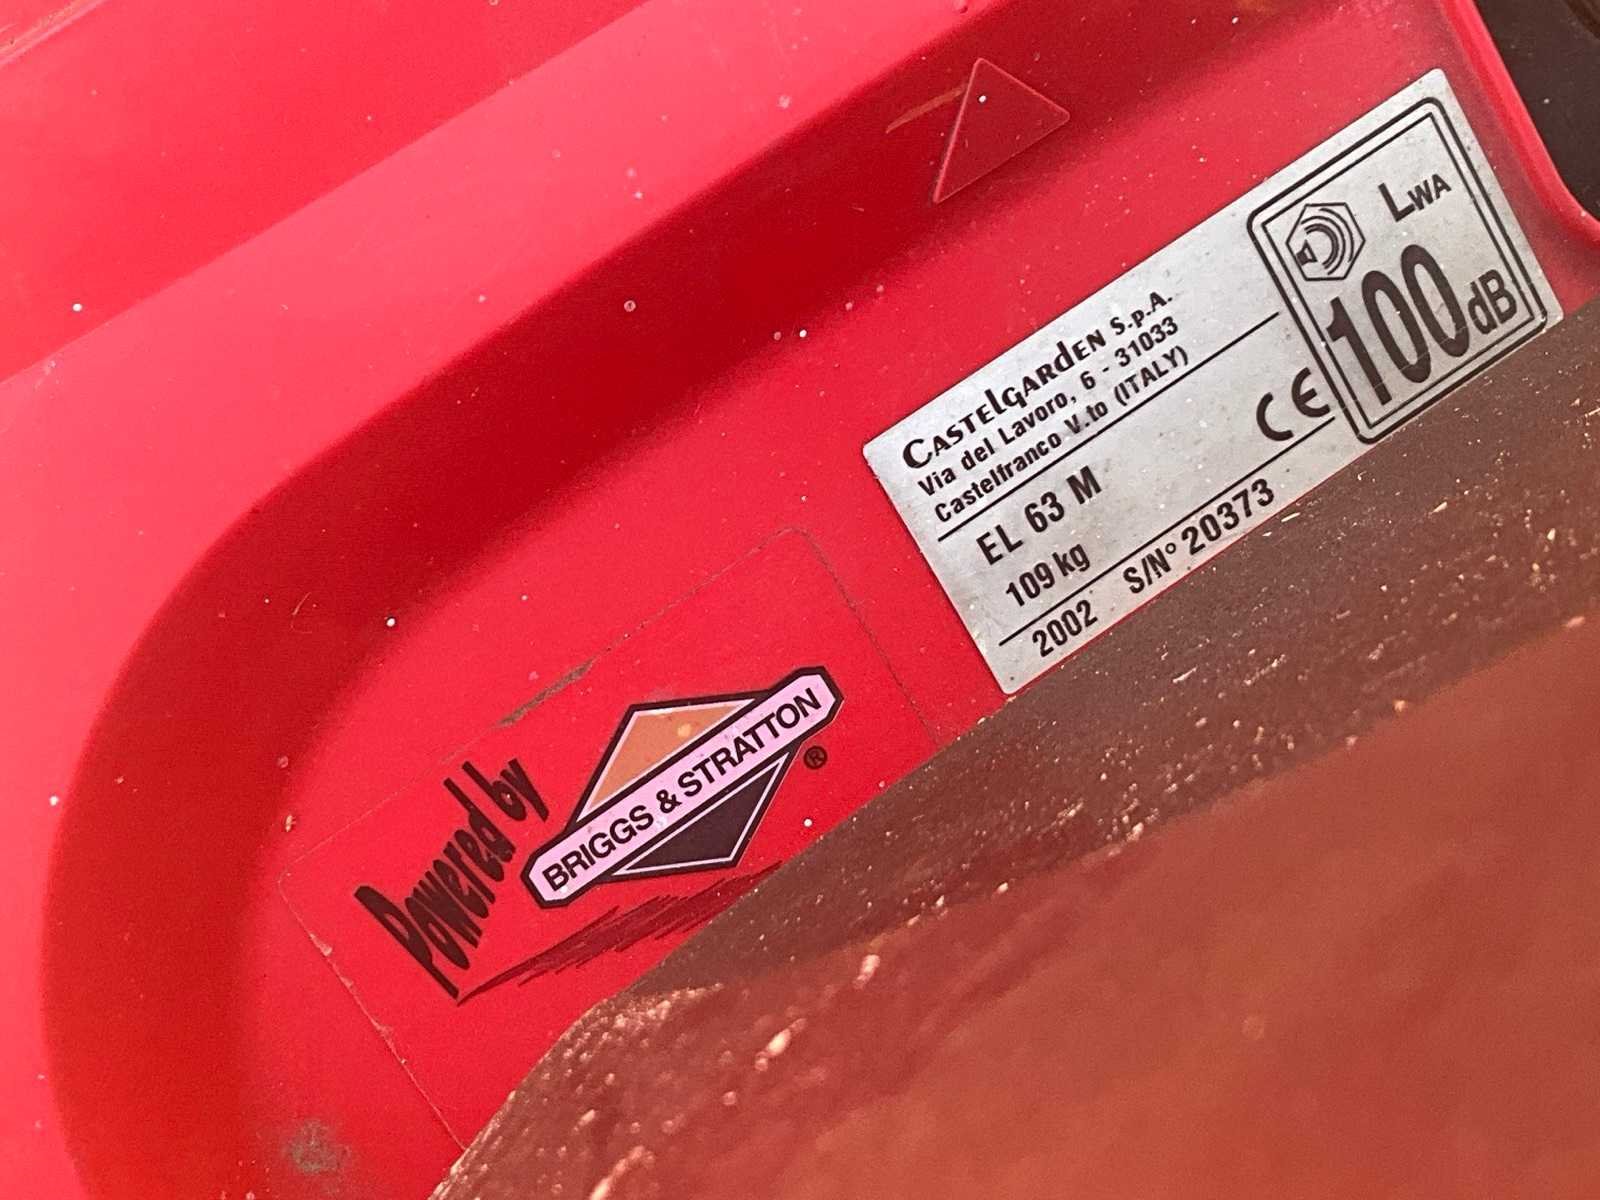 CASTELGARDEN S.p.A.
Via del Lavoro, 6 - 31033
Castelfranco V.to (ITALY)
EL 63 M
109 kg
CE
2002 S/N° 20373
LWA
100dB
Powered by
BRIGGS & STRATTON
®